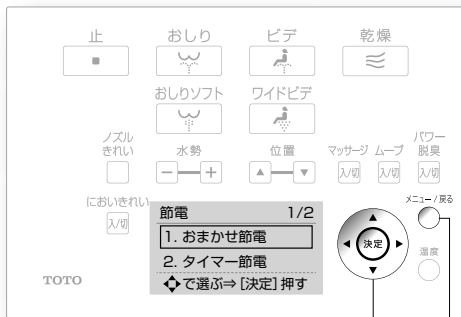 止 おしり ビデ 乾燥
おしりソフト ワイドビデ
ノズル
きれい
水勢 位置 マッサージ ムーブ
パワー
脱臭
− + ▲ ▼ 入/切 入/切 入/切
においきれい
入/切
メニュー / 戻る
節電 1/2
1. おまかせ節電
2. タイマー節電
で選ぶ⇒ [決定] 押す
決定
温度
TOTO